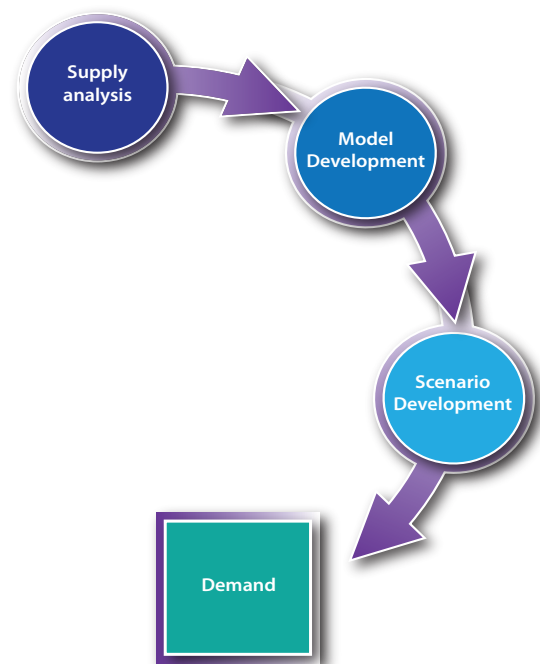 Supply
analysis
Model
Development
Scenario
Development
Demand